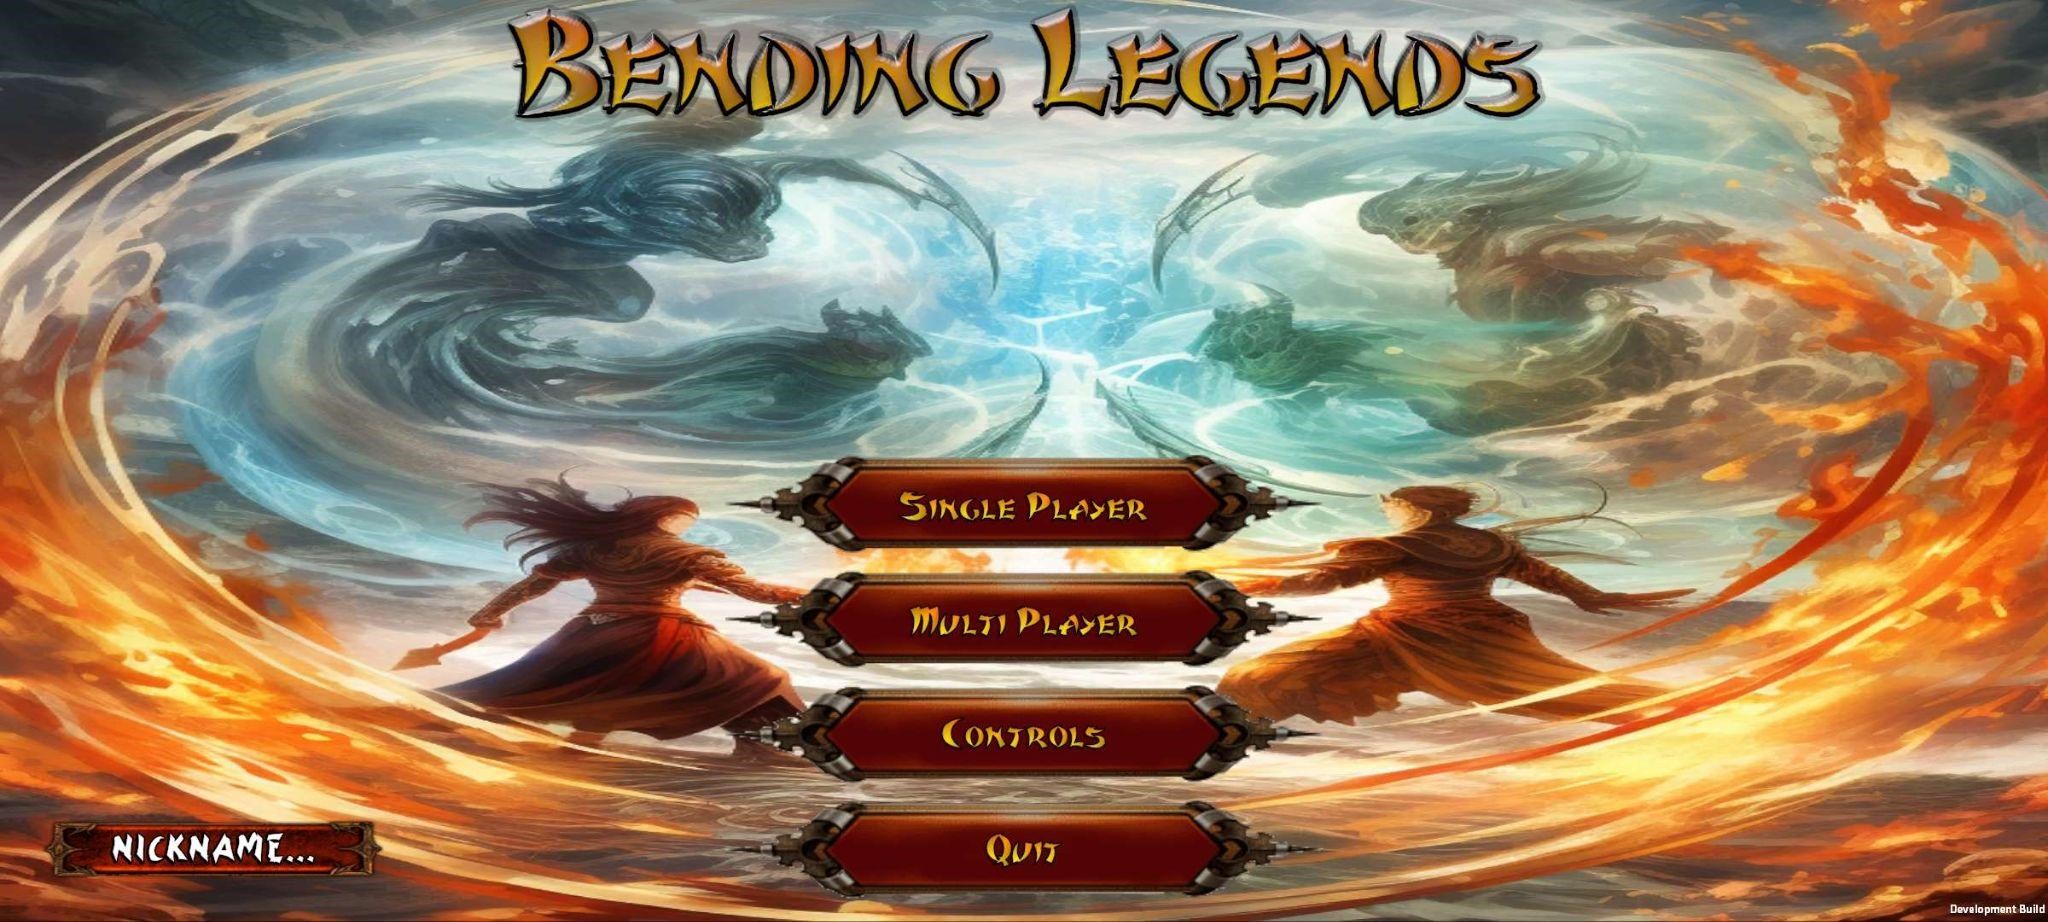 Bending Legends
Single Player
Multi Player
Controls
Quit
NICKNAME...
Development Build